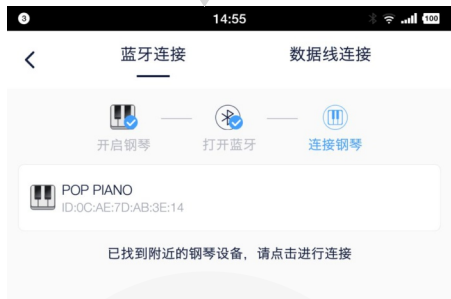 3 14:55 100
蓝牙连接 数据线连接
开启钢琴 打开蓝牙 连接钢琴
POP PIANO
ID:0C:AE:7D:AB:3E:14
已找到附近的钢琴设备，请点击进行连接